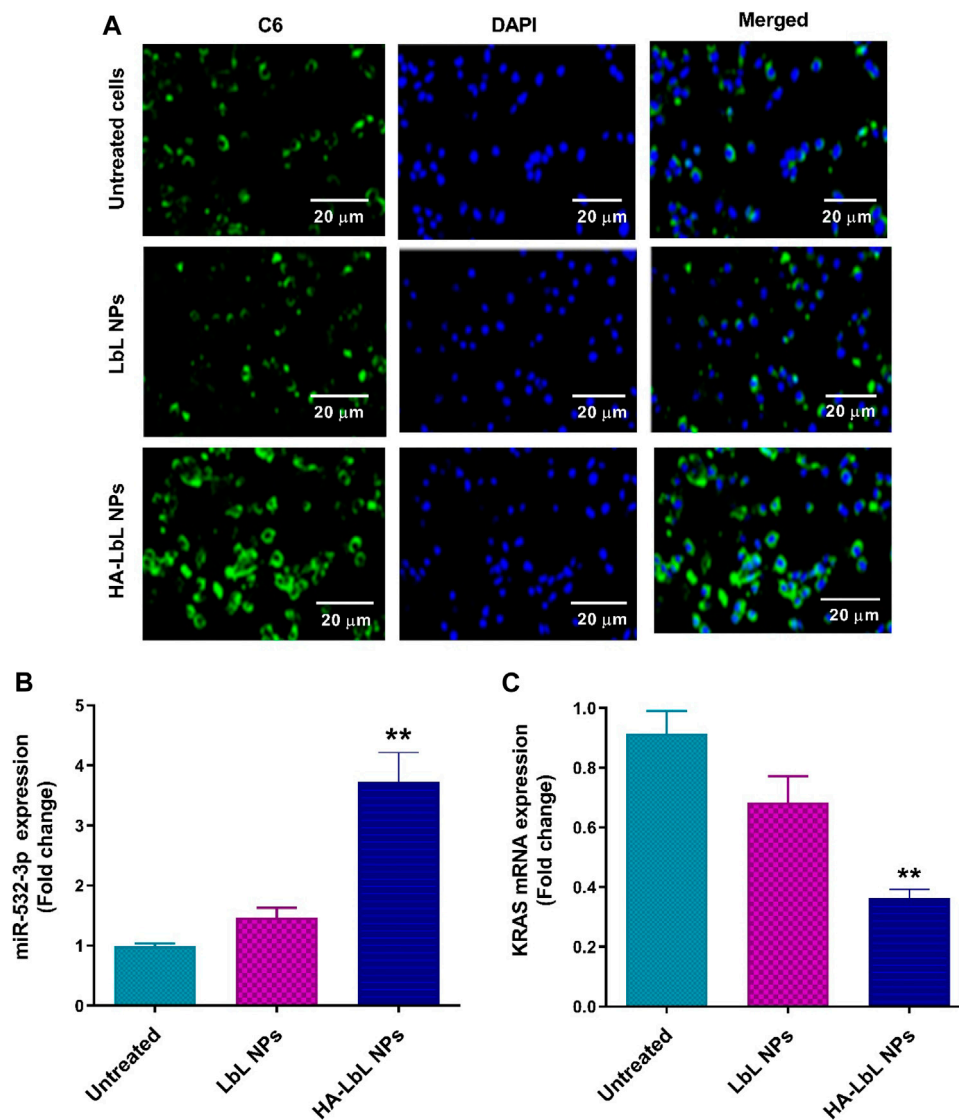 A
C6
DAPI
Merged
Untreated cells
20 μm
20 μm
20 μm
LbL NPs
20 μm
20 μm
20 μm
HA-LbL NPs
20 μm
20 μm
20 μm
B
miR-532-3p expression
(Fold change)
5
4
3
2
1
0
**
Untreated
LbL NPs
HA-LbL NPs
C
KRAS mRNA expression
(Fold change)
1.0
0.8
0.6
0.4
0.2
0.0
**
Untreated
LbL NPs
HA-LbL NPs